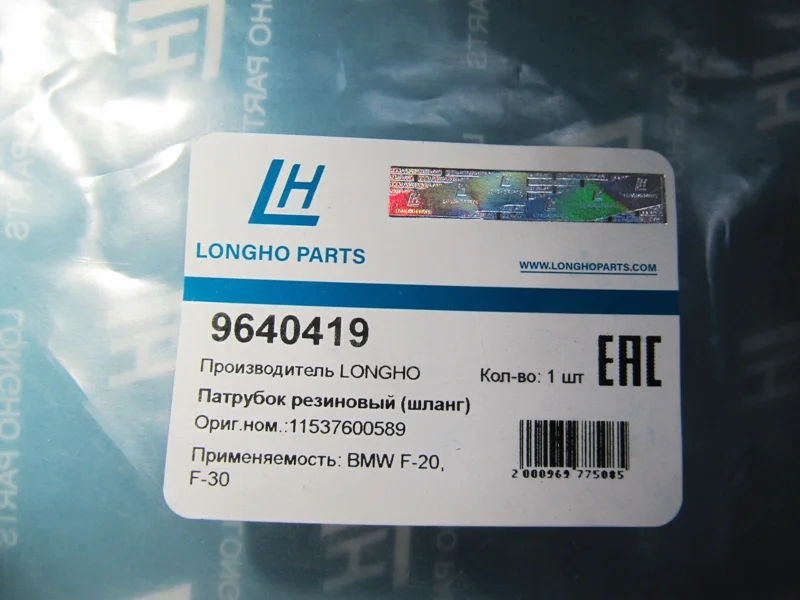 LH
LONGHO PARTS
WWW.LONGHOPARTS.COM
9640419
Производитель LONGHO
Кол-во: 1 шт
EAC
Патрубок резиновый (шланг)
Ориг.ном.:11537600589
Применяемость: BMW F-20,
F-30
2 000969 775085